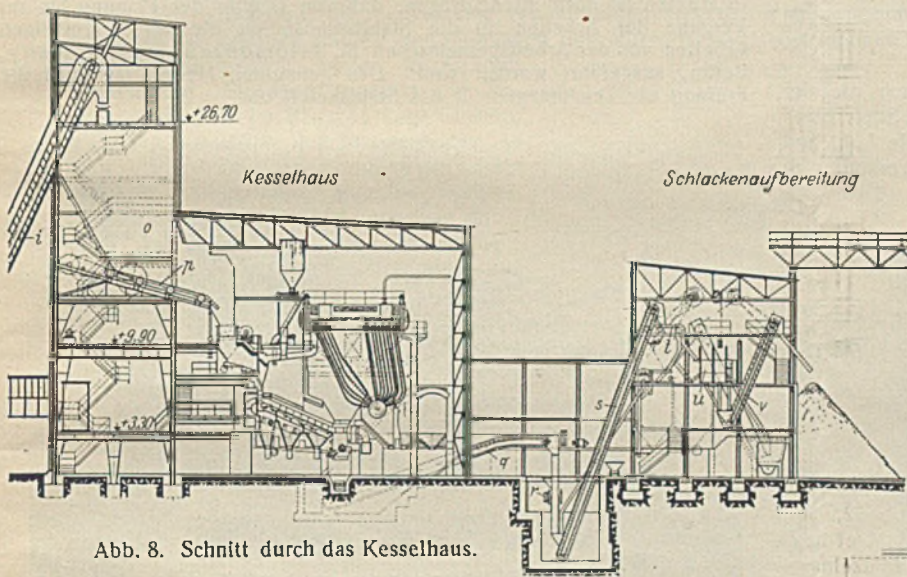 +26,70
Kesselhaus
Schlackenaufbereitung
i
o
p
+9,90
+3,30
l
s
u
v
q
r
Abb. 8. Schnitt durch das Kesselhaus.